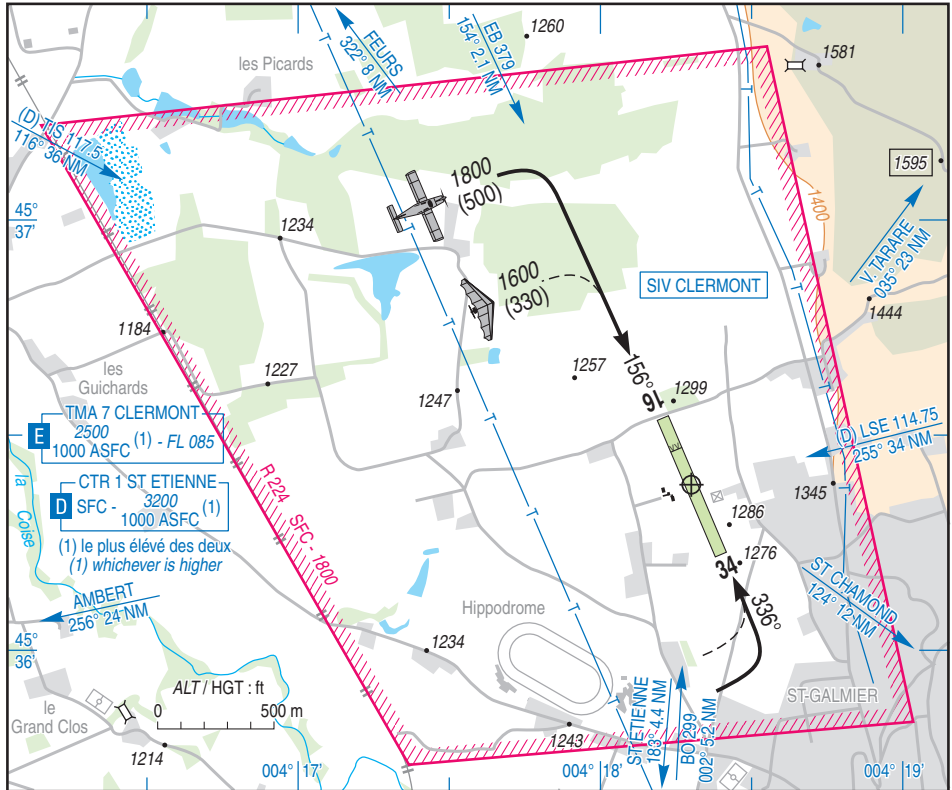 1260
1581
les Picards
FEURS
322° 8 NM
EB 379
154° 2.1 NM
(D) TIS 117.5
116° 36 NM
1595
1800
(500)
1400
45°
37'
1234
V. TARARE
035° 23 NM
1600
(330)
SIV CLERMONT
1444
1184
156°
les
Guichards
1227
1257
16
1299
1247
TMA 7 CLERMONT
E
2500
1000 ASFC (1) - FL 085
(D) LSE 114.75
255° 34 NM
CTR 1 ST ETIENNE
D
SFC - 3200
1000 ASFC (1)
R 224 SFC - 1800
1345
la Coise
1286
(1) le plus élevé des deux
(1) whichever is higher
34
1276
ST CHAMOND
124° 12 NM
336°
AMBERT
256° 24 NM
Hippodrome
45°
36'
1234
ALT / HGT : ft
0 500 m
ST-GALMIER
le
Grand Clos
1243
ST ETIENNE
183° 4.4 NM
BO1299
002° 5.2 NM
1214
004° 17'
004° 18'
004° 19'